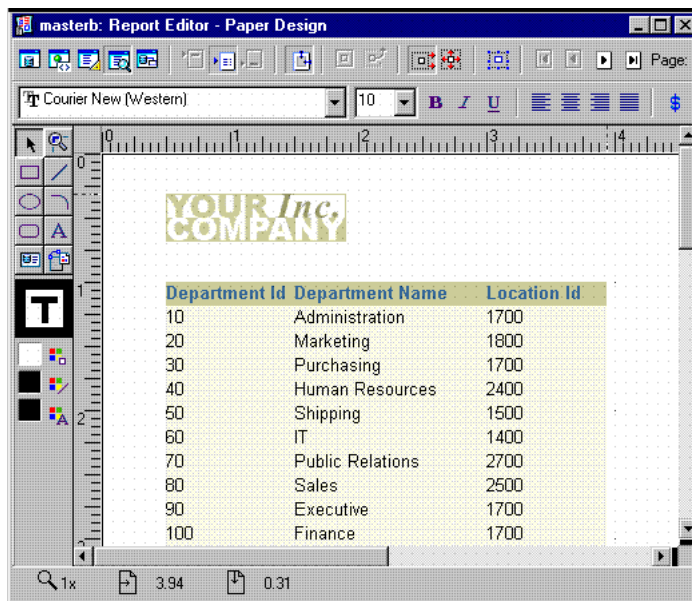 masterb: Report Editor - Paper Design
Page:
Courier New (Western) 10 B I U $
0 1 2 3 4
0
A
YOUR Inc.
COMPANY
1 Department Id Department Name Location Id
T 10 Administration 1700
20 Marketing 1800
30 Purchasing 1700
40 Human Resources 2400
A 2 50 Shipping 1500
60 IT 1400
70 Public Relations 2700
80 Sales 2500
90 Executive 1700
100 Finance 1700
1x 3.94 0.31